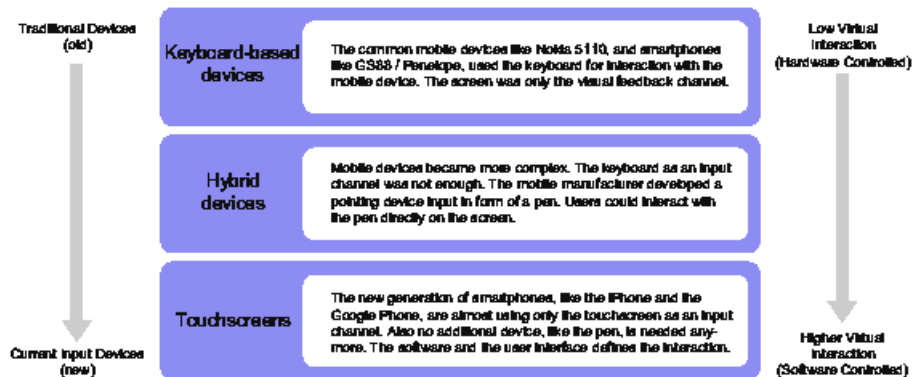 Traditional Devices
(old)
Low Virtual
Interaction
(Hardware Controlled)
Keyboard-based
devices
The common mobile devices like Nokia 5110, and smartphones
like GS88 / Penelope, used the keyboard for interaction with the
mobile device. The screen was only the visual feedback channel.
Hybrid
devices
Mobile devices became more complex. The keyboard as an input
channel was not enough. The mobile manufacturer developed a
pointing device input in form of a pen. Users could interact with
the pen directly on the screen.
Touchscreens
The new generation of smartphones, like the iPhone and the
Google Phone, are almost using only the touchscreen as an input
channel. Also no additional device, like the pen, is needed any-
more. The software and the user interface defines the interaction.
Current Input Devices
(new)
Higher Virtual
Interaction
(Software Controlled)